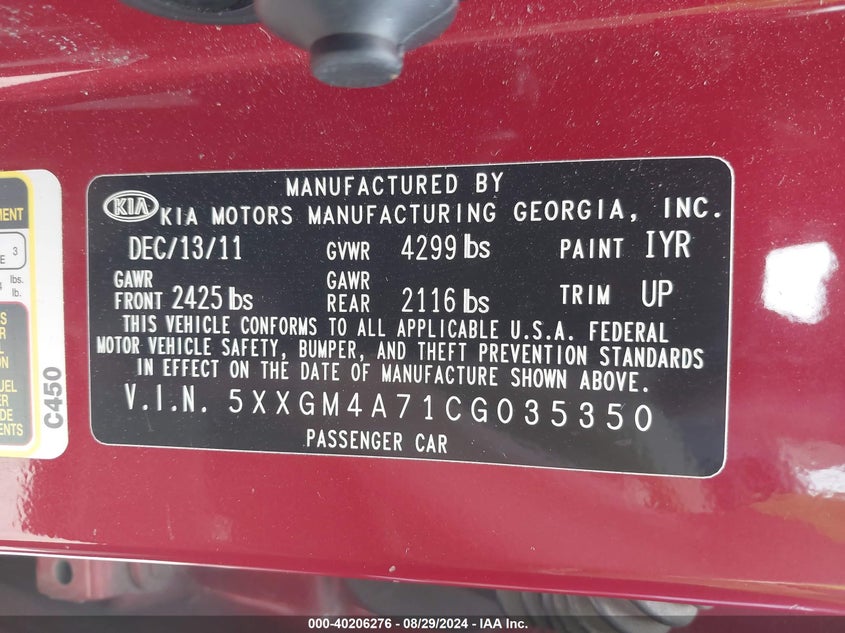 MANUFACTURED BY
KIA KIA MOTORS MANUFACTURING GEORGIA, INC.
DEC/13/11 GVWR 4299 lbs PAINT IYR
GAWR FRONT 2425 lbs GAWR REAR 2116 lbs TRIM UP
THIS VEHICLE CONFORMS TO ALL APPLICABLE U.S.A. FEDERAL
MOTOR VEHICLE SAFETY, BUMPER, AND THEFT PREVENTION STANDARDS
IN EFFECT ON THE DATE OF MANUFACTURE SHOWN ABOVE.
V.I.N. 5XXGM4A71CG035350
PASSENGER CAR
C450
3
lbs.
lb.
000-40206276 - 08/29/2024 - IAA Inc.